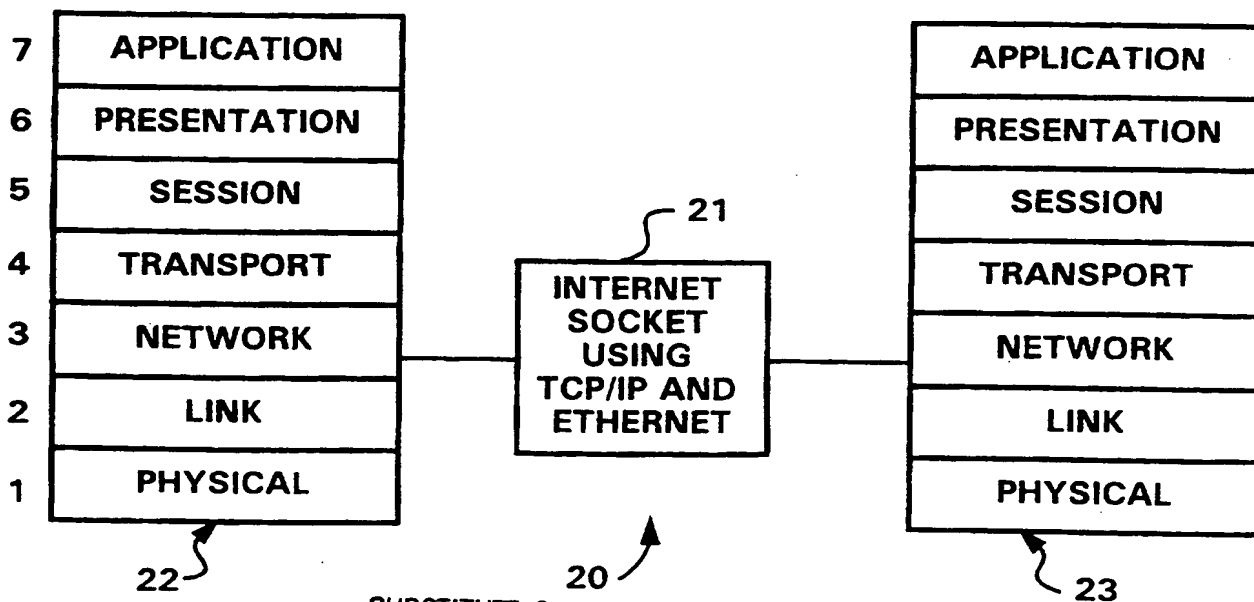 7 APPLICATION
6 PRESENTATION
5 SESSION
4 TRANSPORT
3 NETWORK
2 LINK
1 PHYSICAL
22
21
INTERNET
SOCKET
USING
TCP/IP AND
ETHERNET
20
APPLICATION
PRESENTATION
SESSION
TRANSPORT
NETWORK
LINK
PHYSICAL
23